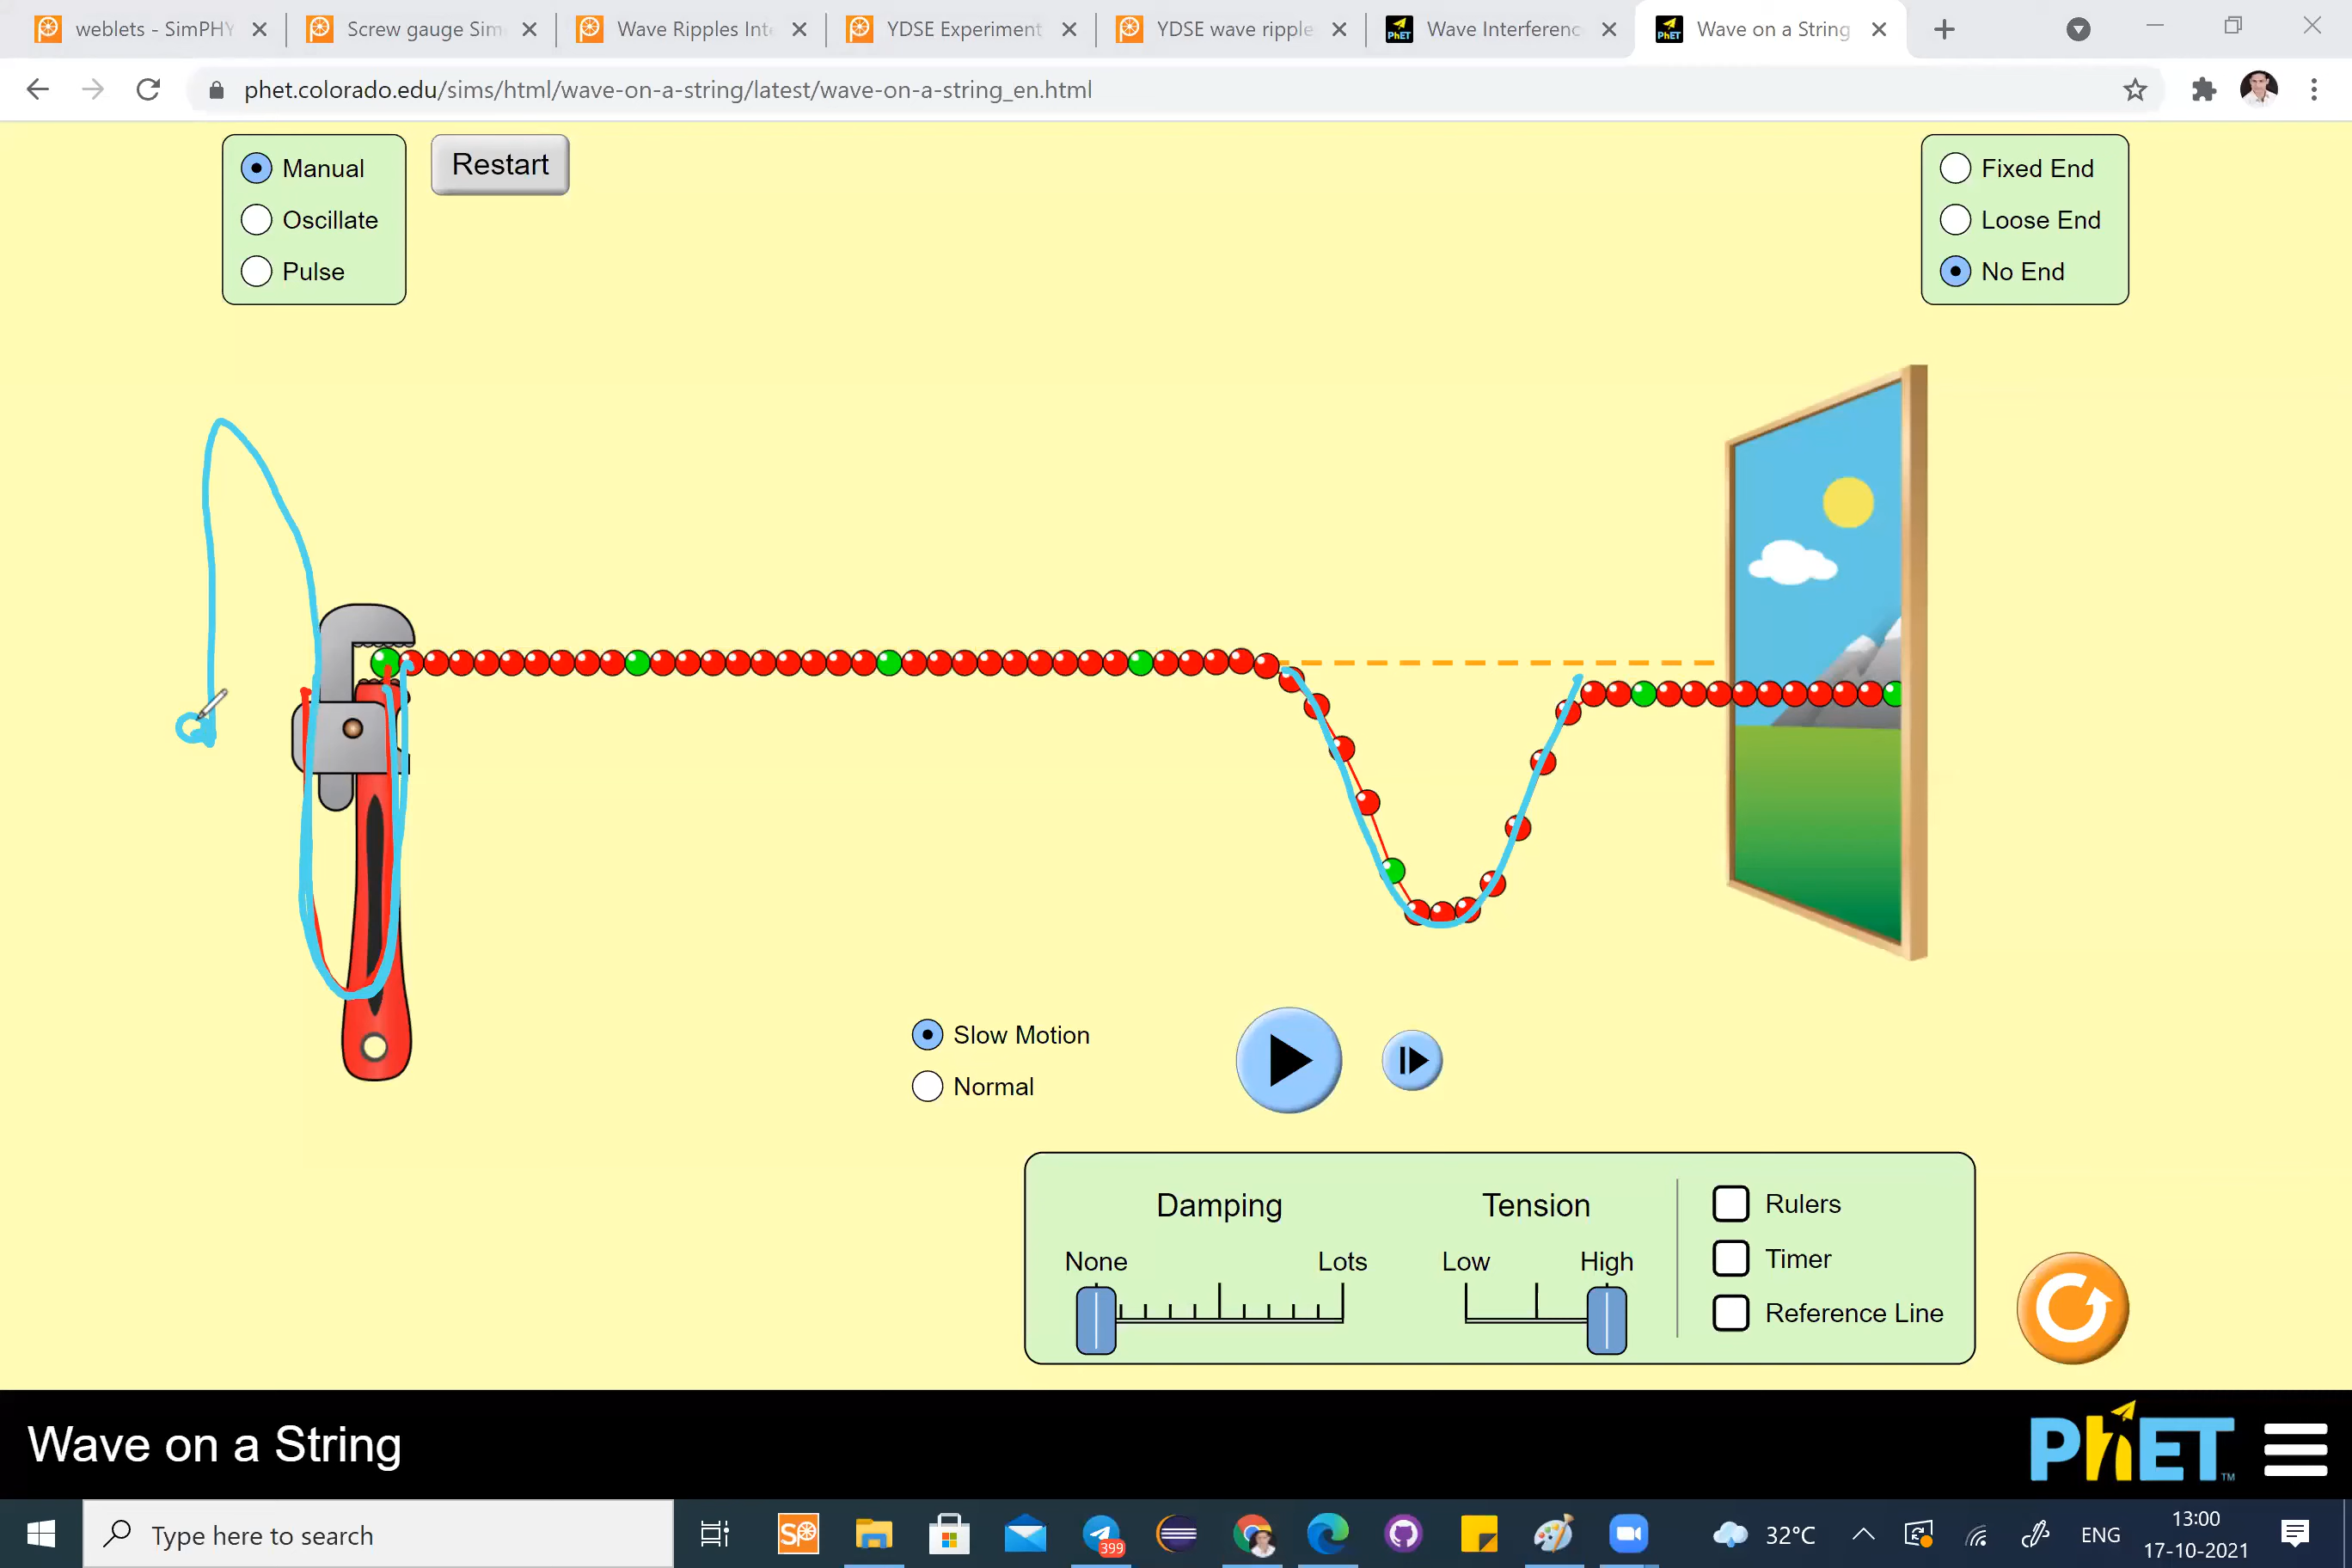 weblets - SimPHY
Screw gauge Sim
Wave Ripples Inte
YDSE Experiment
YDSE wave ripple
Wave Interferenc
Wave on a String
phet.colorado.edu/sims/html/wave-on-a-string/latest/wave-on-a-string_en.html
Manual
Oscillate
Pulse
Restart
Fixed End
Loose End
No End
Slow Motion
Normal
Damping
None
Lots
Tension
Low
High
Rulers
Timer
Reference Line
Wave on a String
PhET
TM
Type here to search
SP
399
32°C
ENG
13:00
17-10-2021